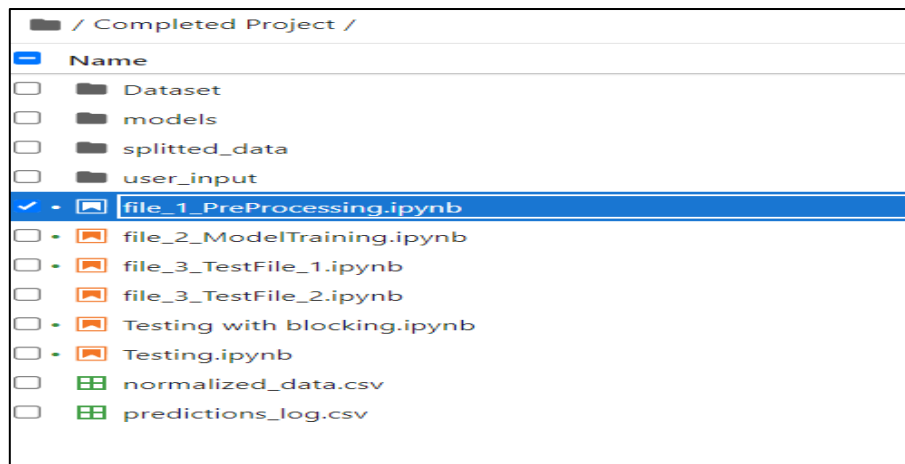 / Completed Project /
Name
Dataset
models
splitted_data
user_input
file_1_PreProcessing.ipynb
file_2_ModelTraining.ipynb
file_3_TestFile_1.ipynb
file_3_TestFile_2.ipynb
Testing with blocking.ipynb
Testing.ipynb
normalized_data.csv
predictions_log.csv